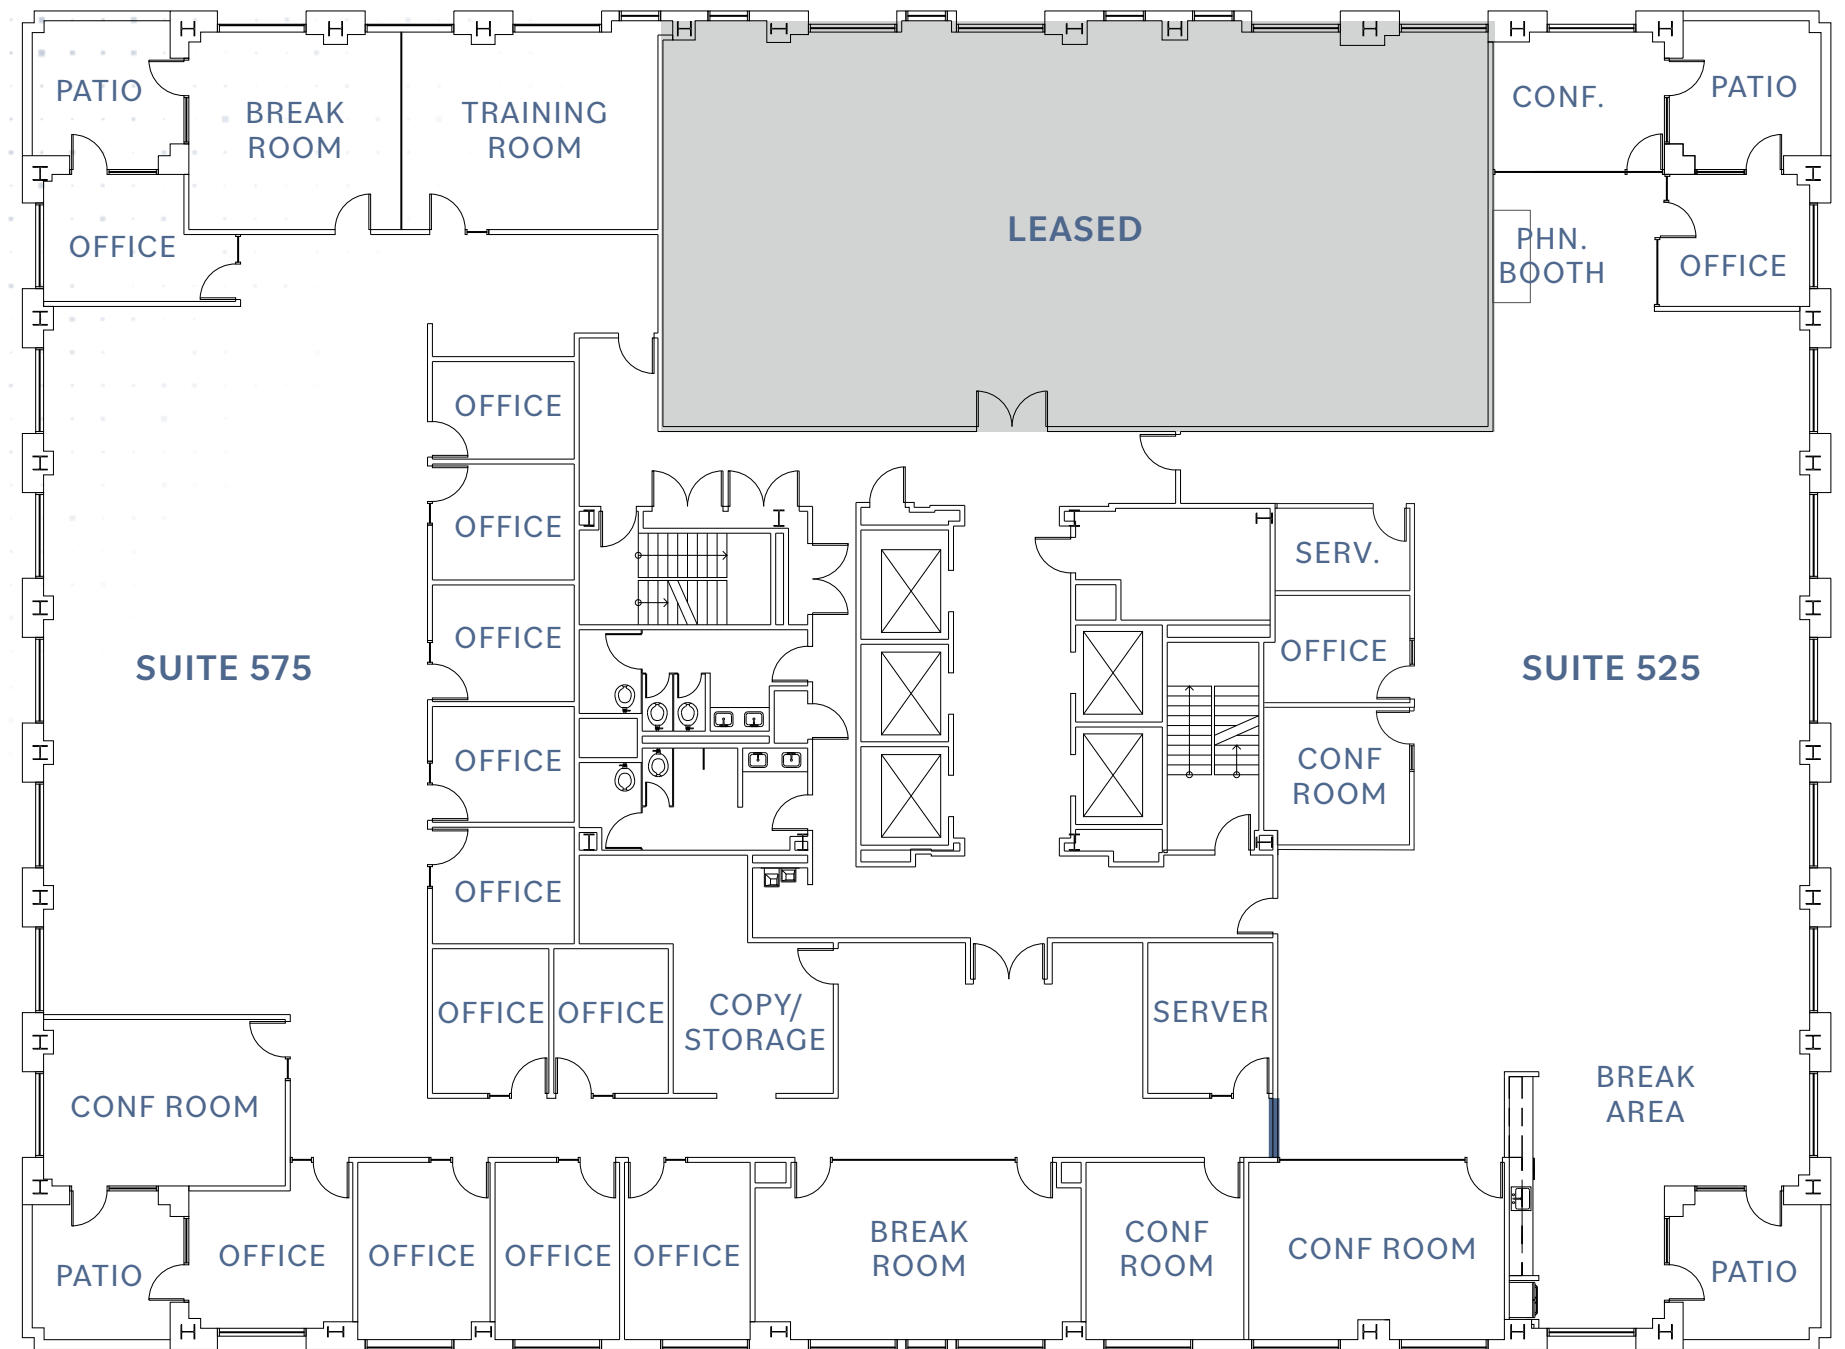 PATIO
BREAK
ROOM
TRAINING
ROOM
CONF.
PATIO
OFFICE
LEASED
PHN.
BOOTH
OFFICE
OFFICE
OFFICE
SERV.
OFFICE
OFFICE
SUITE 575
SUITE 525
OFFICE
CONF
ROOM
OFFICE
OFFICE
OFFICE
COPY/
STORAGE
SERVER
CONF ROOM
BREAK
AREA
PATIO
OFFICE
OFFICE
OFFICE
OFFICE
BREAK
ROOM
CONF
ROOM
CONF ROOM
PATIO